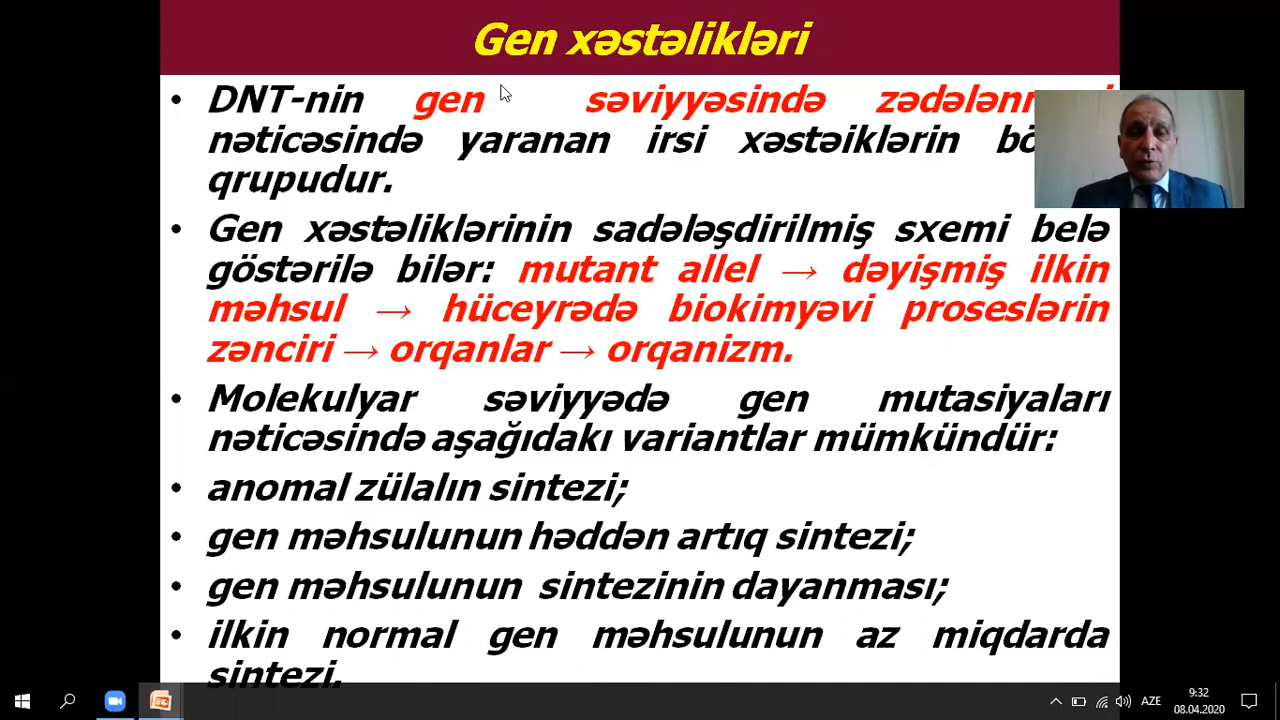 Gen xəstəlikləri
• DNT-nin gen səviyyəsində
nəticəsində yaranan irsi xəstəiklərin
qrupudur.
• Gen xəstəliklərinin sadələşdirilmiş sxemi belə
göstərilə bilər: mutant allel → dəyişmiş ilkin
məhsul → hüceyrədə biokimyəvi proseslərin
zənciri → orqanlar → orqanizm.
• Molekulyar səviyyədə gen mutasiyaları
nəticəsində aşağıdakı variantlar mümkündür:
• anomal zülalın sintezi;
• gen məhsulunun həddən artıq sintezi;
• gen məhsulunun sintezinin dayanması;
• ilkin normal gen məhsulunun az miqdarda
sintezi.
AZE
9:32
08.04.2020